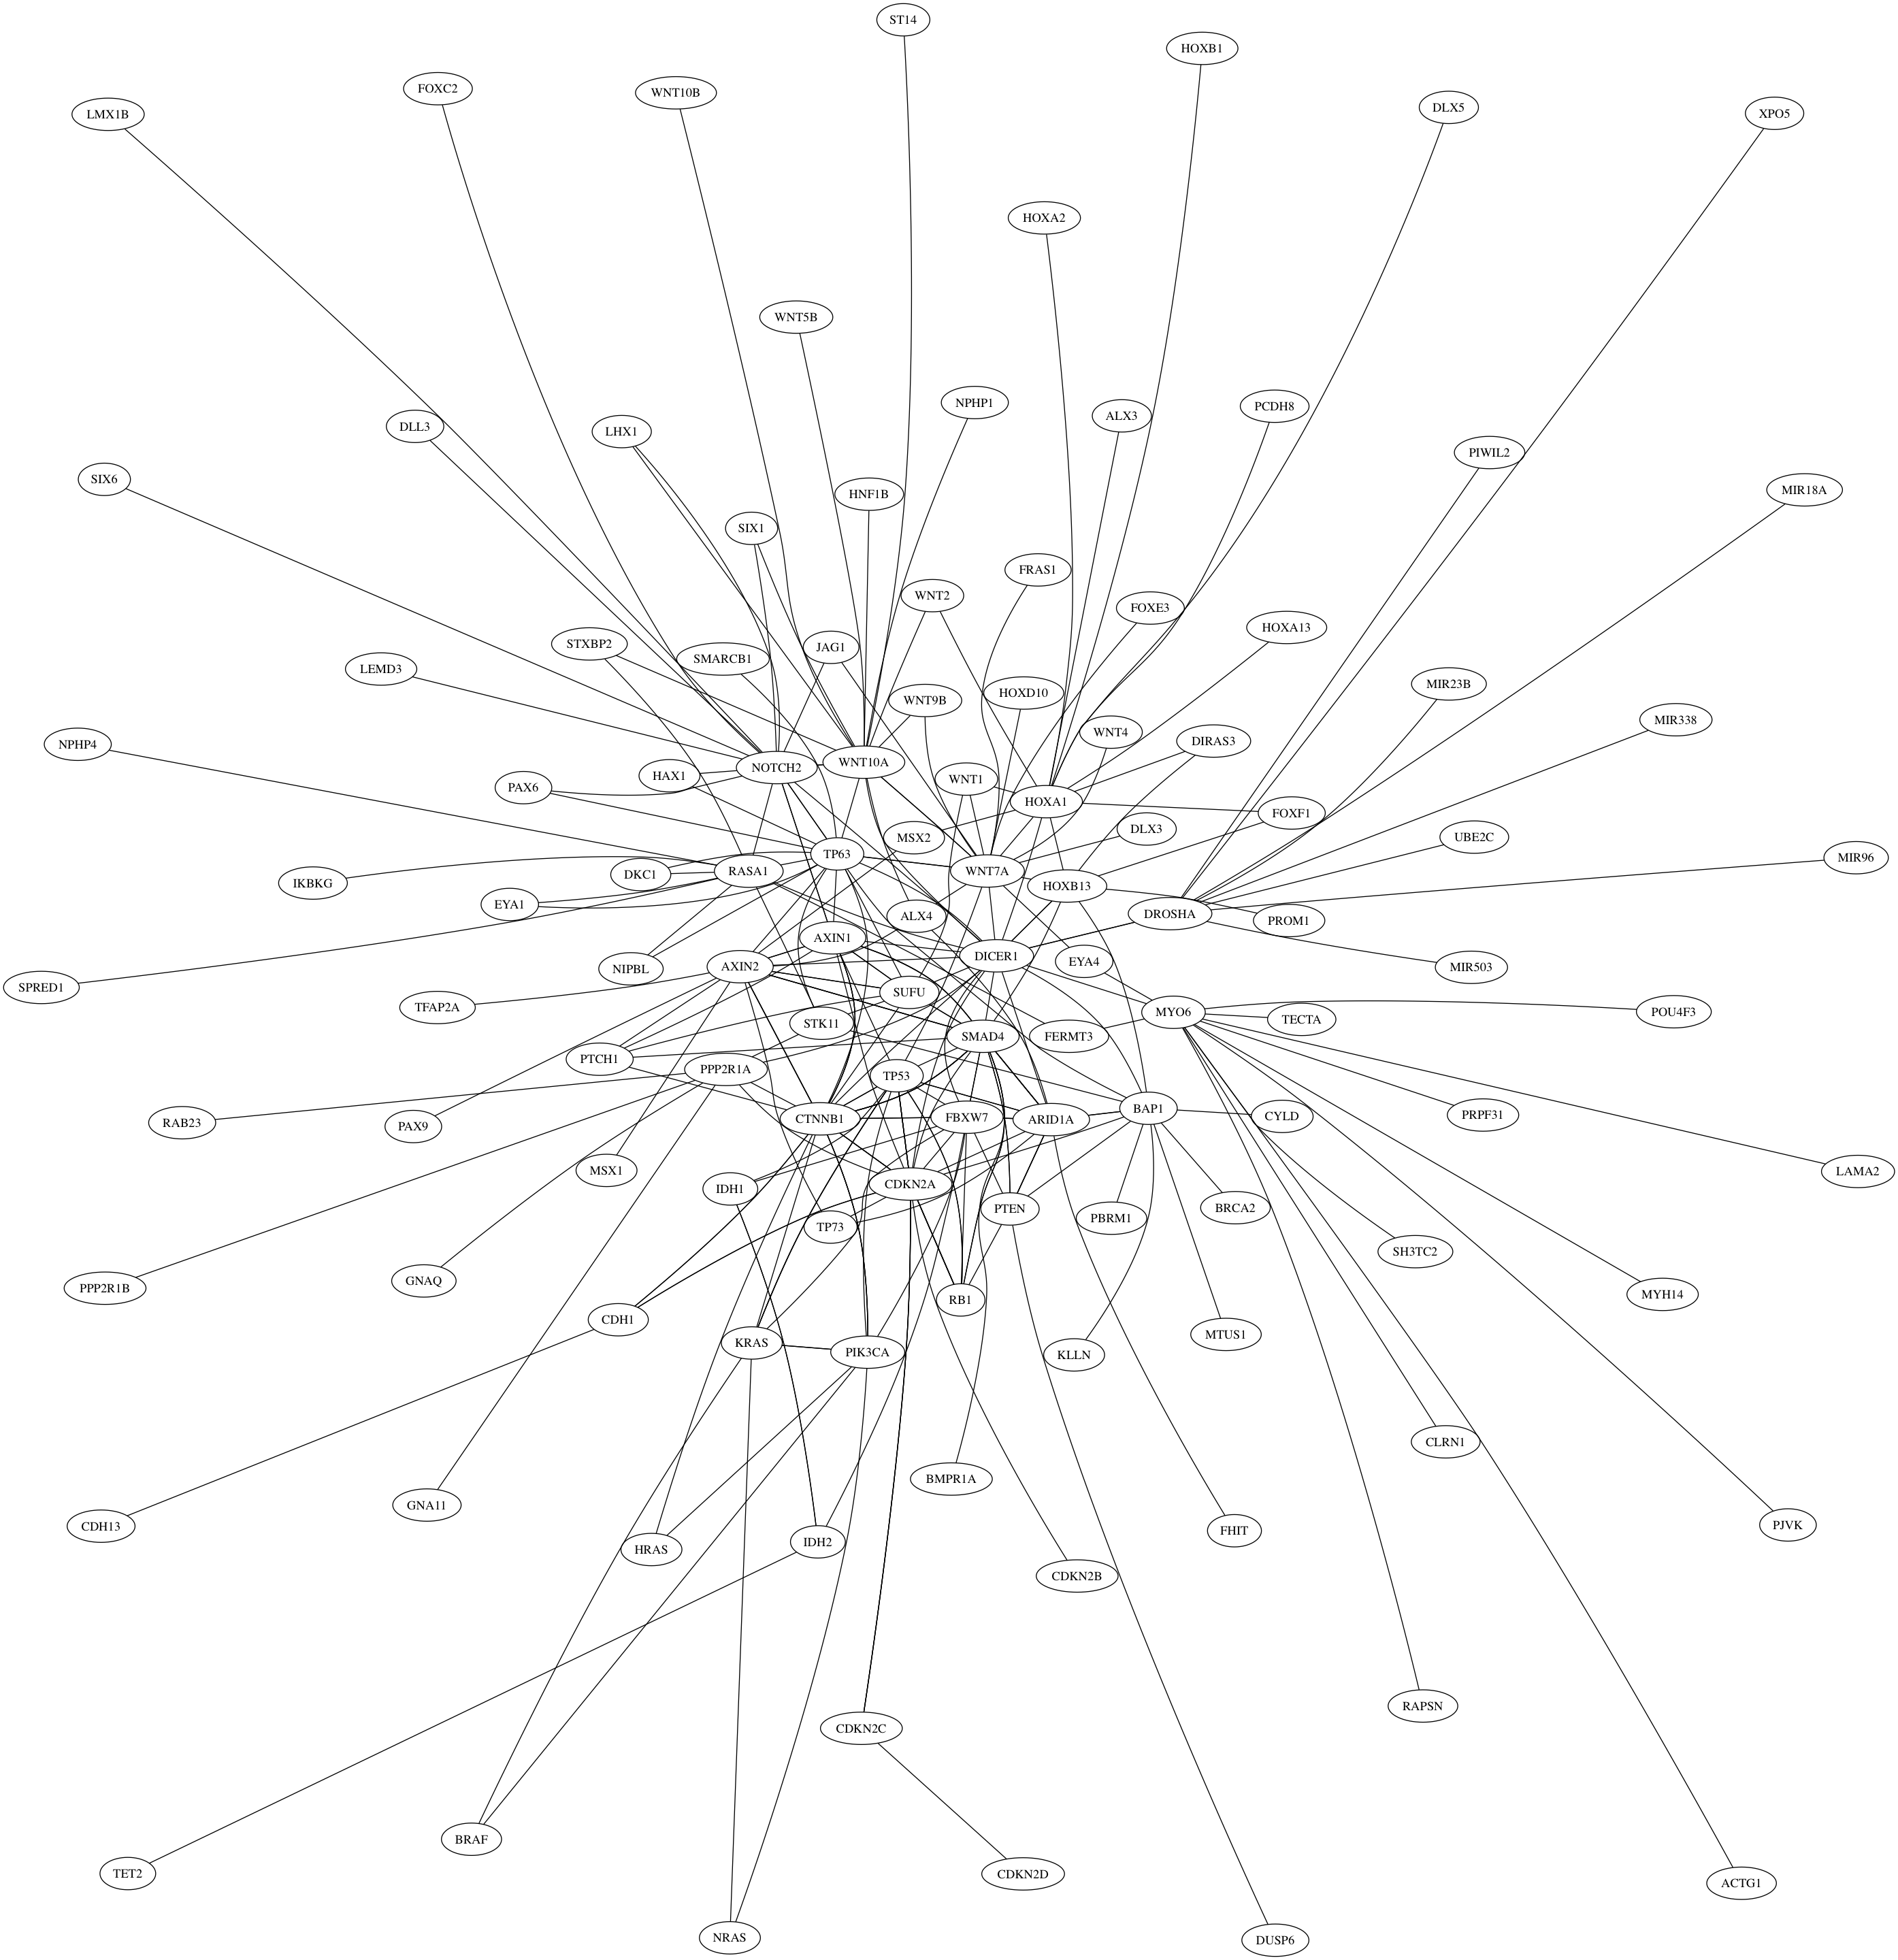 ST14
HOXB1
FOXC2
WNT10B
DLX5
LMX1B
XPO5
HOXA2
WNT5B
NPHP1
PCDH8
ALX3
DLL3
LHX1
PIWIL2
SIX6
MIR18A
HNF1B
SIX1
FRAS1
WNT2
FOXE3
HOXA13
STXBP2
JAG1
SMARCB1
LEMD3
MIR23B
HOXD10
WNT9B
MIR338
WNT4
DIRAS3
NPHP4
WNT10A
NOTCH2
HAX1
WNT1
PAX6
HOXA1
FOXF1
DLX3
MSX2
UBE2C
TP63
MIR96
RASA1
WNT7A
DKC1
IKBKG
HOXB13
EYA1
DROSHA
ALX4
PROM1
AXIN1
DICER1
EYA4
AXIN2
NIPBL
MIR503
SPRED1
SUFU
TFAP2A
MYO6
POU4F3
TECTA
STK11
SMAD4
FERMT3
PTCH1
PPP2R1A
TP53
BAP1
CYLD
PRPF31
FBXW7
CTNNB1
ARID1A
RAB23
PAX9
MSX1
LAMA2
CDKN2A
IDH1
BRCA2
PTEN
PBRM1
TP73
SH3TC2
GNAQ
PPP2R1B
MYH14
RB1
CDH1
MTUS1
KRAS
PIK3CA
KLLN
CLRN1
BMPR1A
GNA11
PJVK
CDH13
FHIT
IDH2
HRAS
CDKN2B
RAPSN
CDKN2C
BRAF
TET2
CDKN2D
ACTG1
NRAS
DUSP6